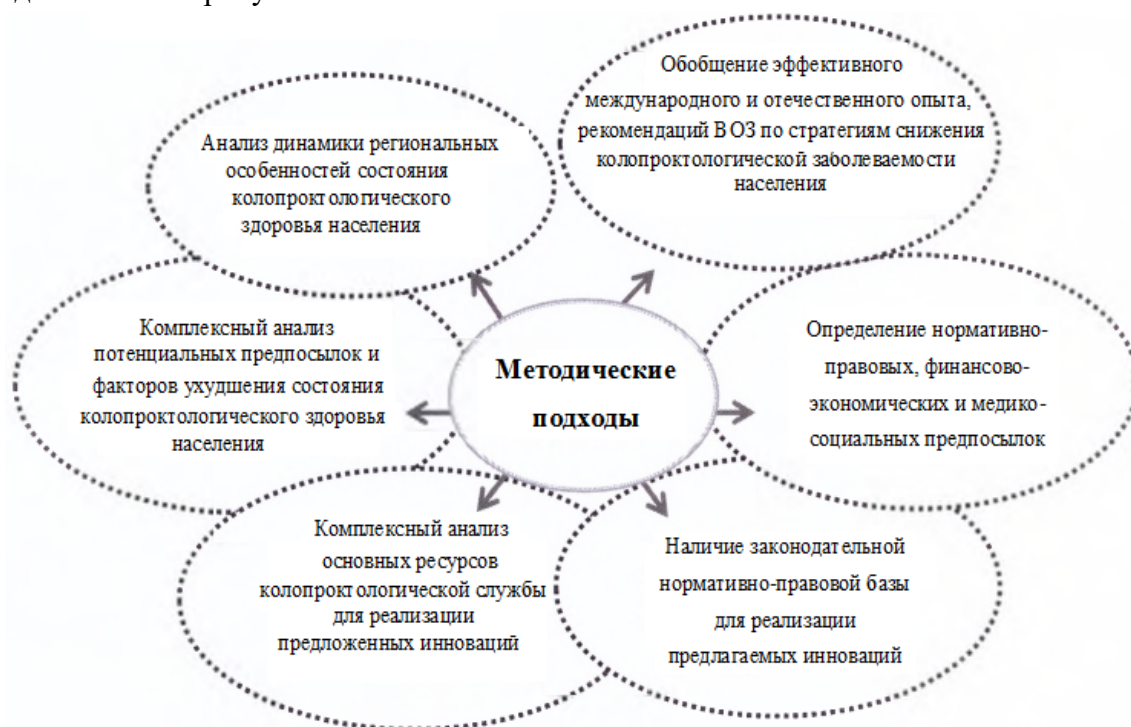 Анализ динамики региональных
особенностей состояния
колопроктологического
здоровья населения
Обобщение эффективного
международного и отечественного опыта,
рекомендаций ВОЗ по стратегиям снижения
колопроктологической заболеваемости
населения
Комплексный анализ
потенциальных предпосылок и
факторов ухудшения состояния
колопроктологического здоровья
населения
Методические
подходы
Определение нормативно-
правовых, финансово-
экономических и медико-
социальных предпосылок
Комплексный анализ
основных ресурсов
колопроктологической службы
для реализации
предложенных инноваций
Наличие законодательной
нормативно-правовой базы
для реализации
предлагаемых инноваций